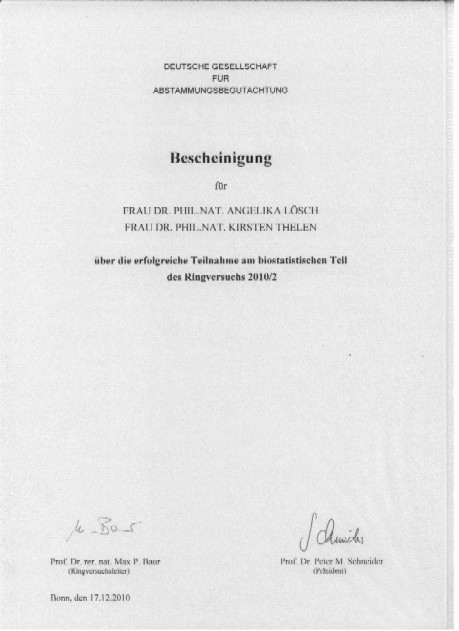 DEUTSCHE GESELLSCHAFT
FÜR
ABSTAMMUNGSBEGUTACHTUNG
Bescheinigung
für
FRAU DR. PHIL.NAT. ANGELIKA LÖSCH
FRAU DR. PHIL.NAT. KIRSTEN THELEN
über die erfolgreiche Teilnahme am biostatistischen Teil
des Ringversuchs 2010/2
M. Baur
Schneider
Prof. Dr. rer. nat. Max P. Baur
(Ringversuchsleiter)
Prof. Dr. Peter M. Schneider
(Präsident)
Bonn, den 17.12.2010